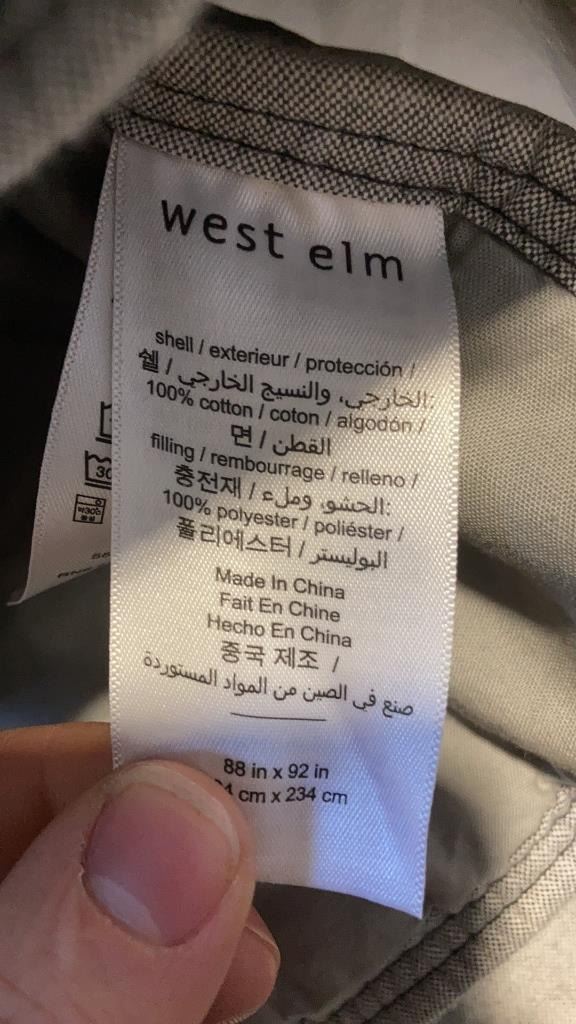 west elm
shell / exterieur / protección /
쉘 / الخارجي، والنسيج الخارجي:
100% cotton / coton / algodón /
면 / القطن
filling / rembourrage / relleno /
충전재 / الحشو وملء:
100% polyester / poliéster /
폴리에스터 / البوليستر
Made In China
Fait En Chine
Hecho En China
중국 제조 /
صنع في الصين من المواد المستوردة
88 in x 92 in
cm x 234 cm
30